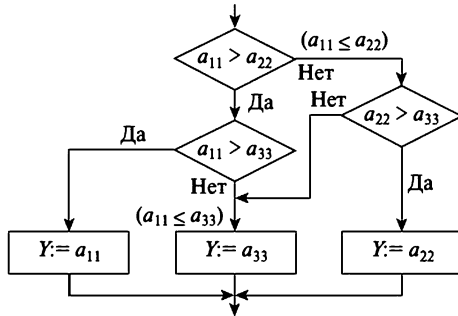 (a₁₁ ≤ a₂₂)
a₁₁ > a₂₂
Нет
Да
Нет
a₂₂ > a₃₃
Да
a₁₁ > a₃₃
Нет
Да
(a₁₁ ≤ a₃₃)
Y:= a₁₁
Y:= a₃₃
Y:= a₂₂